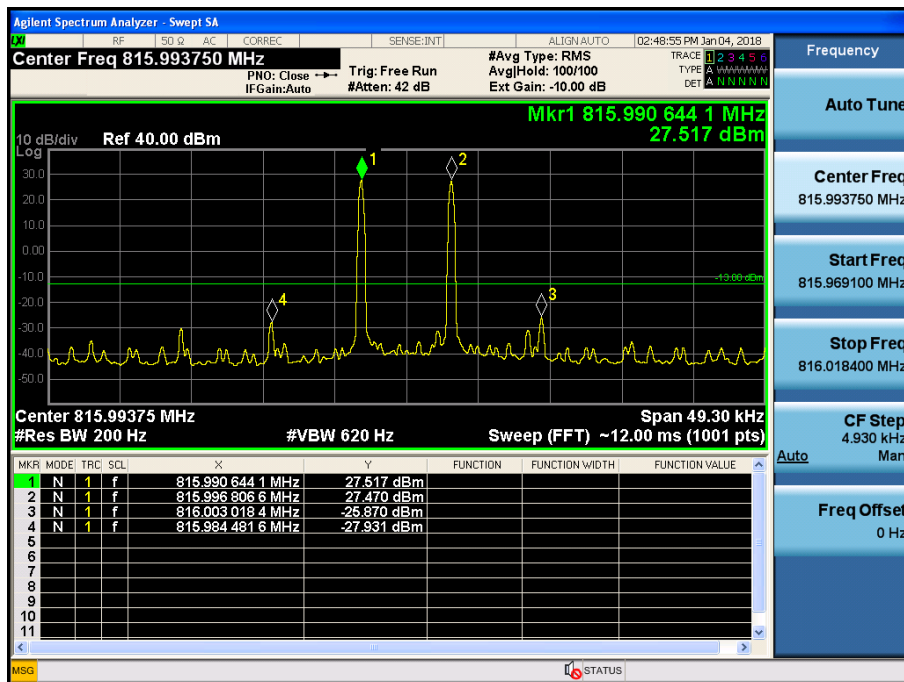 Agilent Spectrum Analyzer - Swept SA
LXI RF 50 Ω AC CORREC SENSE:INT ALIGN AUTO 02:48:55 PM Jan 04, 2018
Center Freq 815.993750 MHz
PNO: Close
IFGain:Auto
Trig: Free Run
#Atten: 42 dB
#Avg Type: RMS
Avg|Hold: 100/100
Ext Gain: -10.00 dB
TRACE 1 2 3 4 5 6
TYPE A WWWWW
DET A N N N N N
Mkr1 815.990 644 1 MHz
27.517 dBm
10 dB/div Ref 40.00 dBm
Log
30.0
20.0
10.0
0.00
-10.0
-20.0
-30.0
-40.0
-50.0
1
2
3
4
-13.00 dBm
Center 815.99375 MHz Span 49.30 kHz
#Res BW 200 Hz #VBW 620 Hz Sweep (FFT) ~12.00 ms (1001 pts)
MKR MODE TRC SCL X Y FUNCTION FUNCTION WIDTH FUNCTION VALUE
1 N 1 f 815.990 644 1 MHz 27.517 dBm
2 N 1 f 815.996 806 6 MHz 27.470 dBm
3 N 1 f 816.003 018 4 MHz -25.870 dBm
4 N 1 f 815.984 481 6 MHz -27.931 dBm
5
6
7
8
9
10
11
MSG STATUS
Frequency
Auto Tune
Center Freq
815.993750 MHz
Start Freq
815.969100 MHz
Stop Freq
816.018400 MHz
CF Step
4.930 kHz
Auto Man
Freq Offset
0 Hz